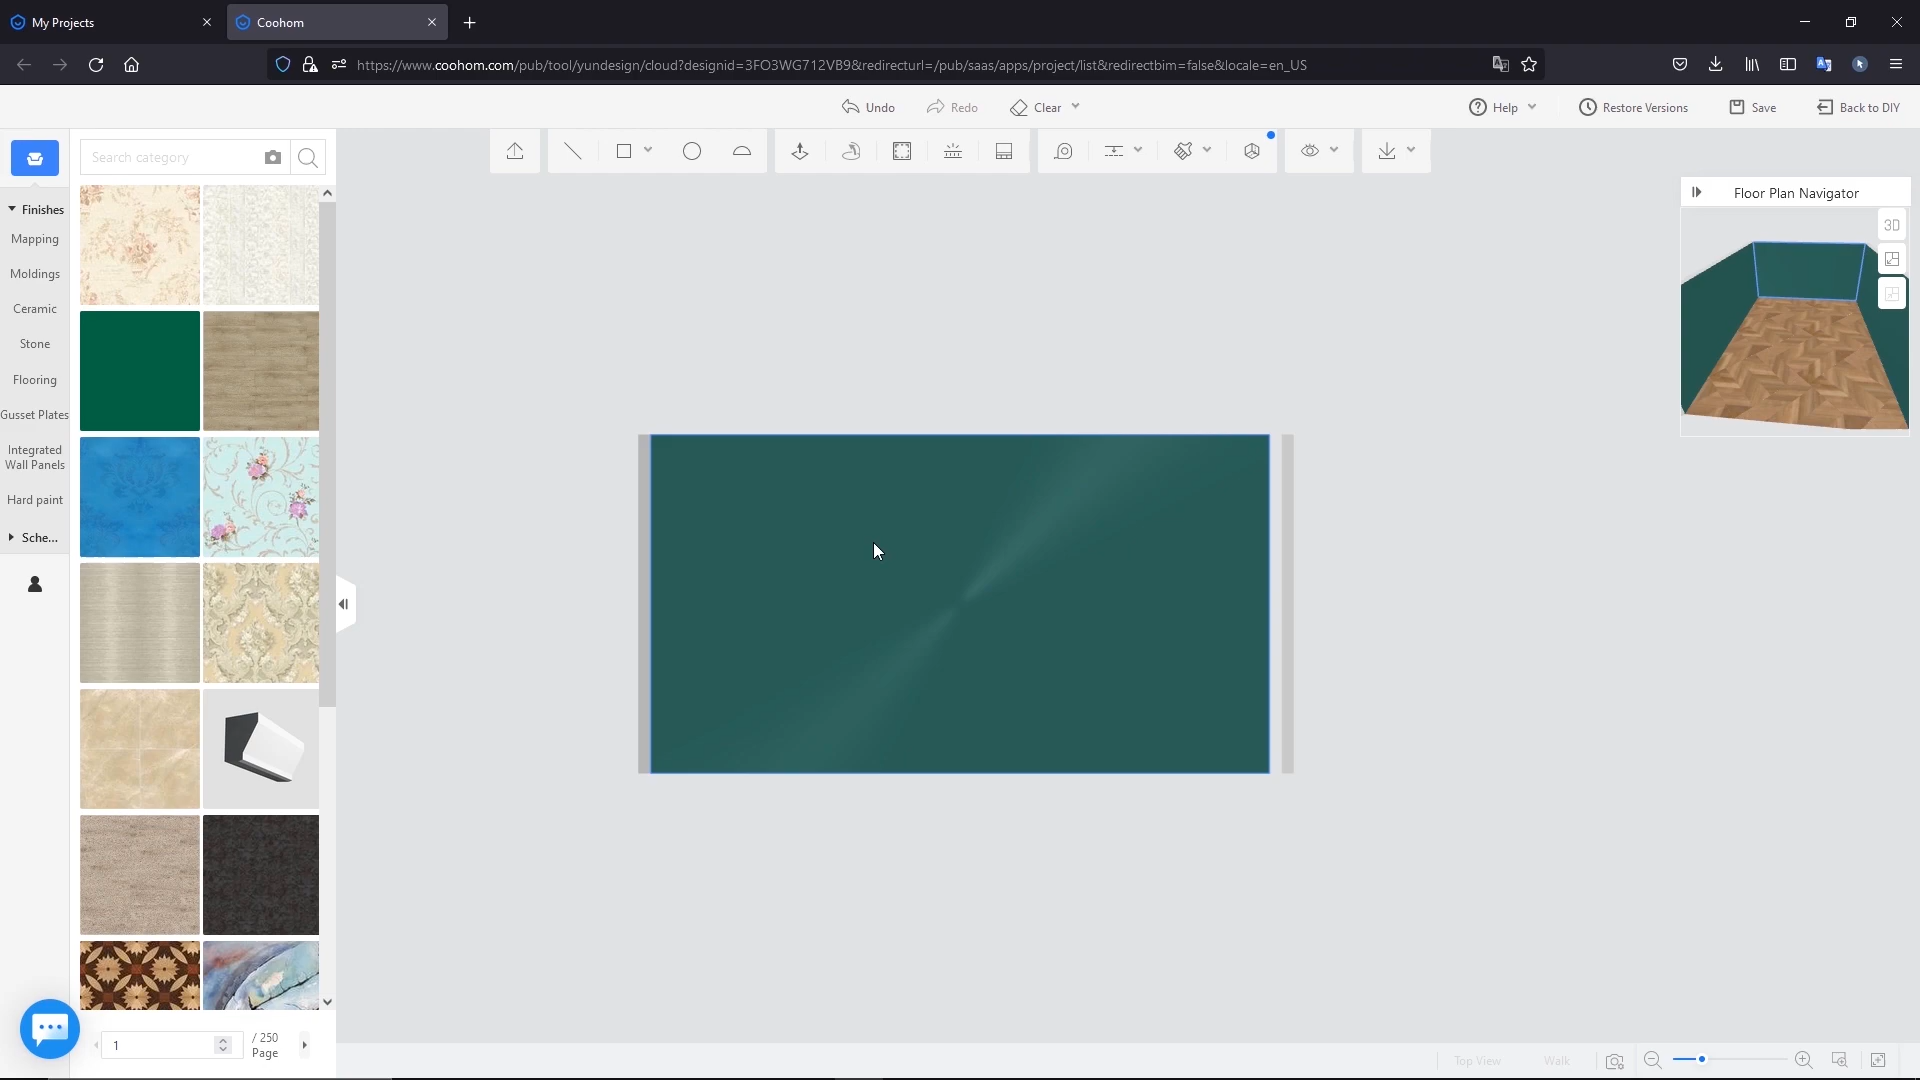 My Projects
Coohom
https://www.coohom.com/pub/tool/yundesign/cloud?designid=3FO3WG712VB9&redirecturl=/pub/saas/apps/project/list&redirectbim=false&locale=en_US
Undo
Redo
Clear
Help
Restore Versions
Save
Back to DIY
Search category
Finishes
Mapping
Moldings
Ceramic
Stone
Flooring
Gusset Plates
Integrated
Wall Panels
Hard paint
Sche...
Floor Plan Navigator
3D
1
/ 250
Page
Top View
Walk